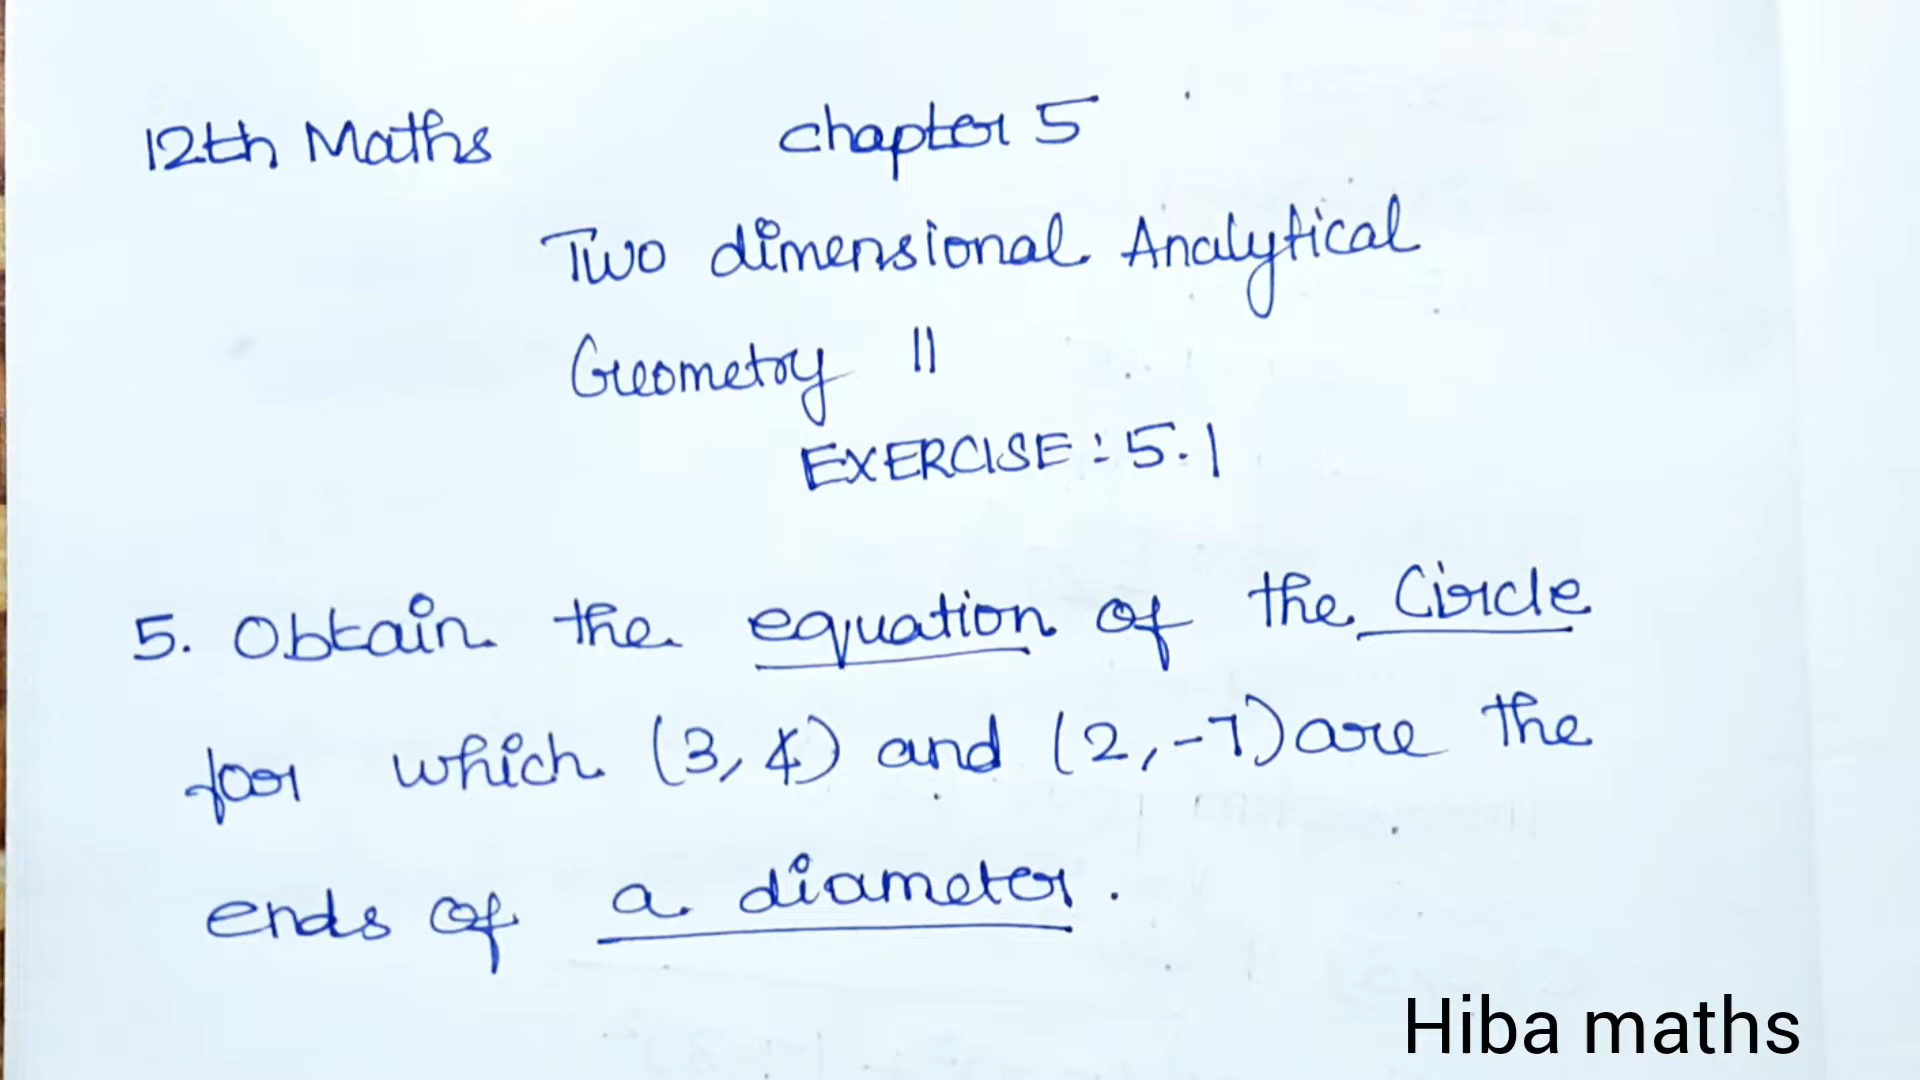 12th Maths chapter 5
Two dimensional Analytical
Geometry II
EXERCISE: 5.1
5. Obtain the equation of the Circle
for which (3,4) and (2,-7) are the
ends of a diameter.
Hiba maths